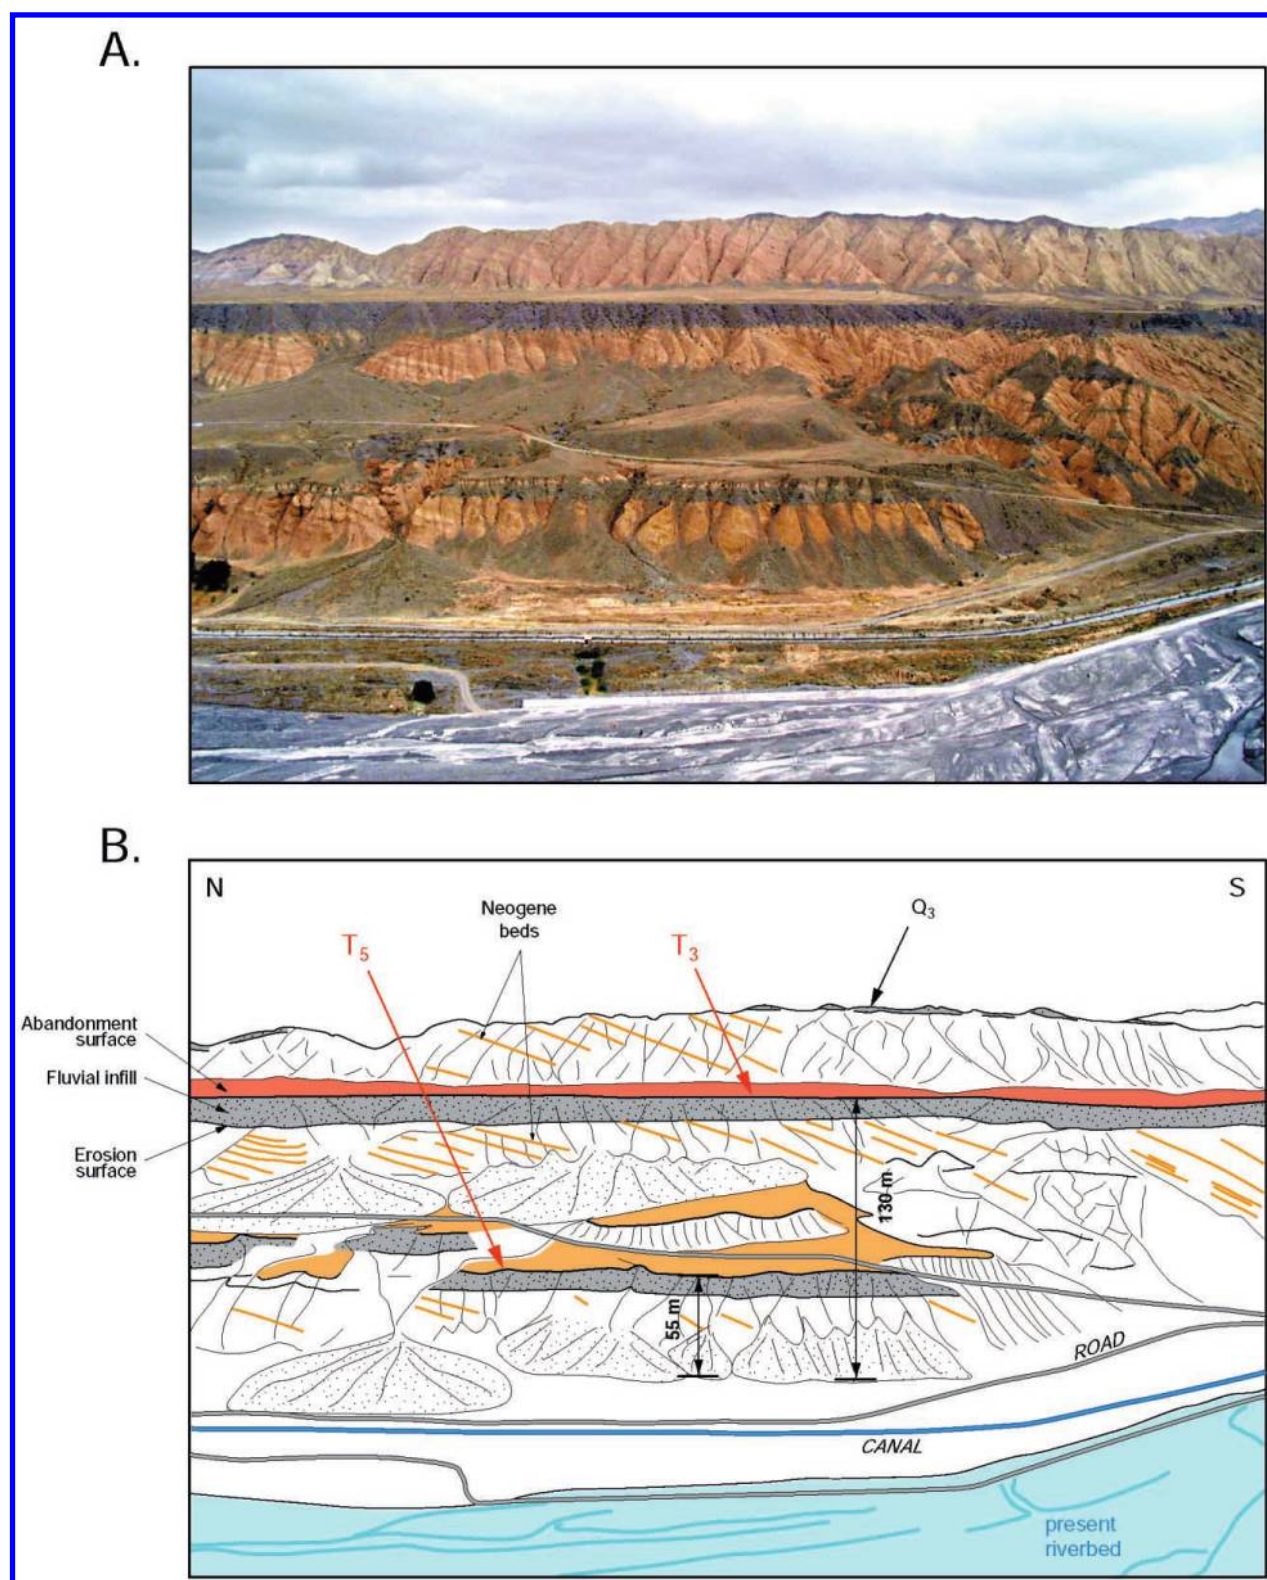 A.
B.
N
S
Neogene
beds
Q3
T5
T3
Abandonment
surface
Fluvial infill
Erosion
surface
130 m
55 m
ROAD
CANAL
present
riverbed